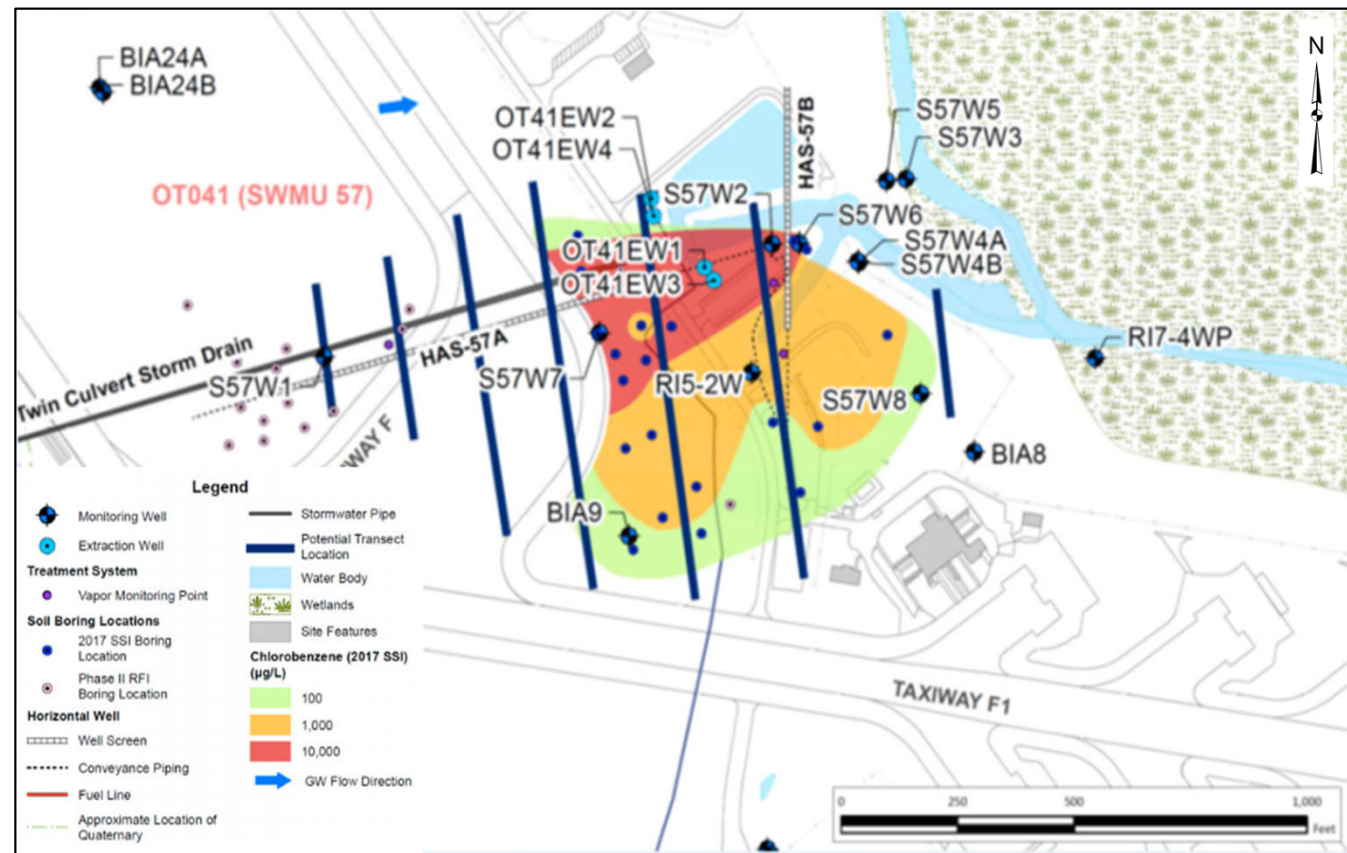 BIA24A
BIA24B
N
OT41EW2
OT41EW4
HAS-57B
S57W5
S57W3
OT041 (SWMU 57)
S57W2
S57W6
OT41EW1
S57W4A
OT41EW3
S57W4B
Twin Culvert Storm Drain
HAS-57A
S57W1
S57W7
RI5-2W
RI7-4WP
S57W8
WAY F
BIA8
BIA9
TAXIWAY F1
Legend
Monitoring Well
Extraction Well
Treatment System
Vapor Monitoring Point
Soil Boring Locations
2017 SSI Boring
Location
Phase II RFI
Boring Location
Horizontal Well
Well Screen
Conveyance Piping
Fuel Line
Approximate Location of
Quaternary
Stormwater Pipe
Potential Transect
Location
Water Body
Wetlands
Site Features
Chlorobenzene (2017 SSI)
(µg/L)
100
1,000
10,000
GW Flow Direction
0 250 500 1,000
Feet